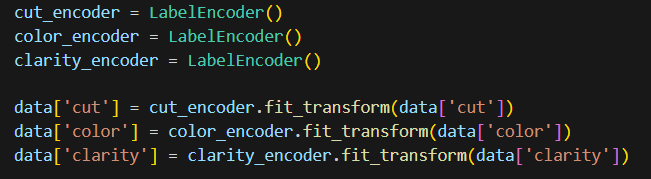 cut_encoder = LabelEncoder()
color_encoder = LabelEncoder()
clarity_encoder = LabelEncoder()
data['cut'] = cut_encoder.fit_transform(data['cut'])
data['color'] = color_encoder.fit_transform(data['color'])
data['clarity'] = clarity_encoder.fit_transform(data['clarity'])